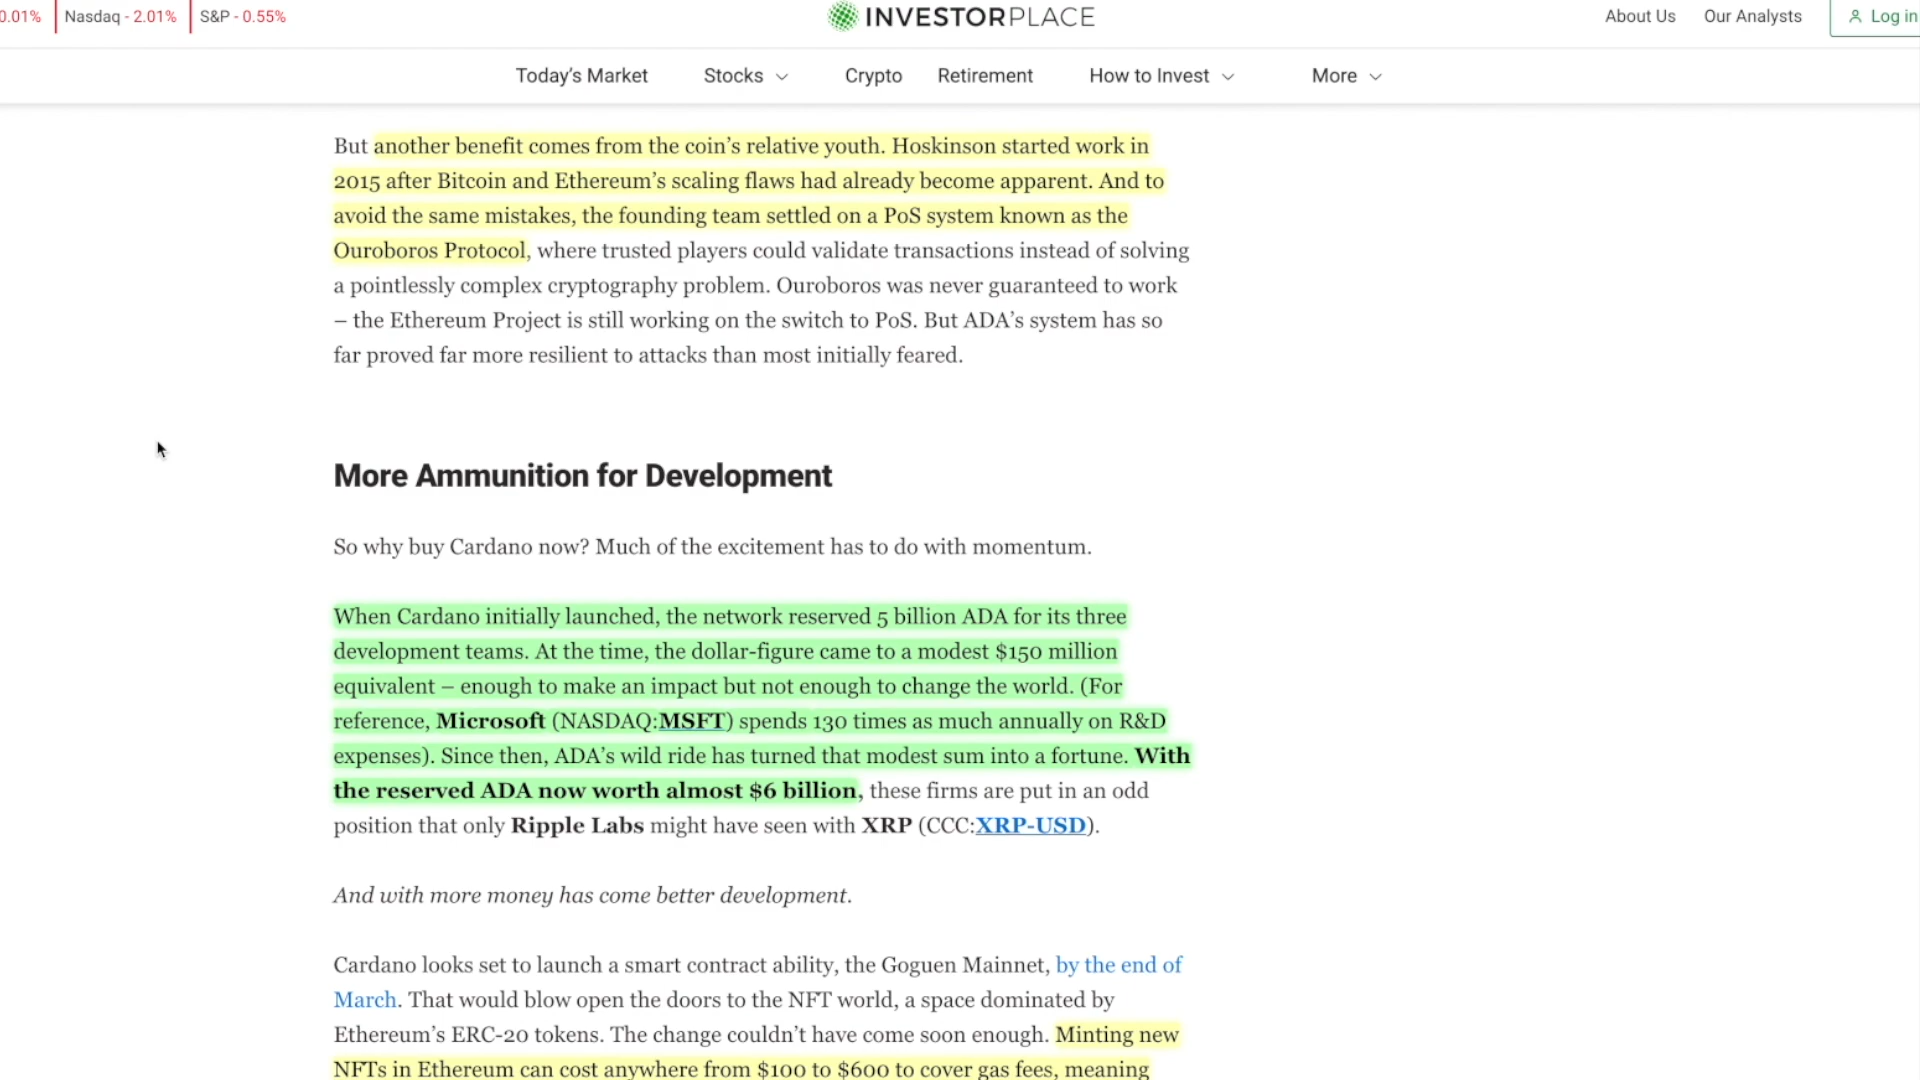 0.01% Nasdaq - 2.01% S&P - 0.55% INVESTORPLACE About Us Our Analysts Log in
Today's Market Stocks Crypto Retirement How to Invest More
But another benefit comes from the coin's relative youth. Hoskinson started work in
2015 after Bitcoin and Ethereum's scaling flaws had already become apparent. And to
avoid the same mistakes, the founding team settled on a PoS system known as the
Ouroboros Protocol, where trusted players could validate transactions instead of solving
a pointlessly complex cryptography problem. Ouroboros was never guaranteed to work
– the Ethereum Project is still working on the switch to PoS. But ADA's system has so
far proved far more resilient to attacks than most initially feared.
More Ammunition for Development
So why buy Cardano now? Much of the excitement has to do with momentum.
When Cardano initially launched, the network reserved 5 billion ADA for its three
development teams. At the time, the dollar-figure came to a modest $150 million
equivalent – enough to make an impact but not enough to change the world. (For
reference, Microsoft (NASDAQ:MSFT) spends 130 times as much annually on R&D
expenses). Since then, ADA's wild ride has turned that modest sum into a fortune. With
the reserved ADA now worth almost $6 billion, these firms are put in an odd
position that only Ripple Labs might have seen with XRP (CCC:XRP-USD).
And with more money has come better development.
Cardano looks set to launch a smart contract ability, the Goguen Mainnet, by the end of
March. That would blow open the doors to the NFT world, a space dominated by
Ethereum's ERC-20 tokens. The change couldn't have come soon enough. Minting new
NFTs in Ethereum can cost anywhere from $100 to $600 to cover gas fees, meaning